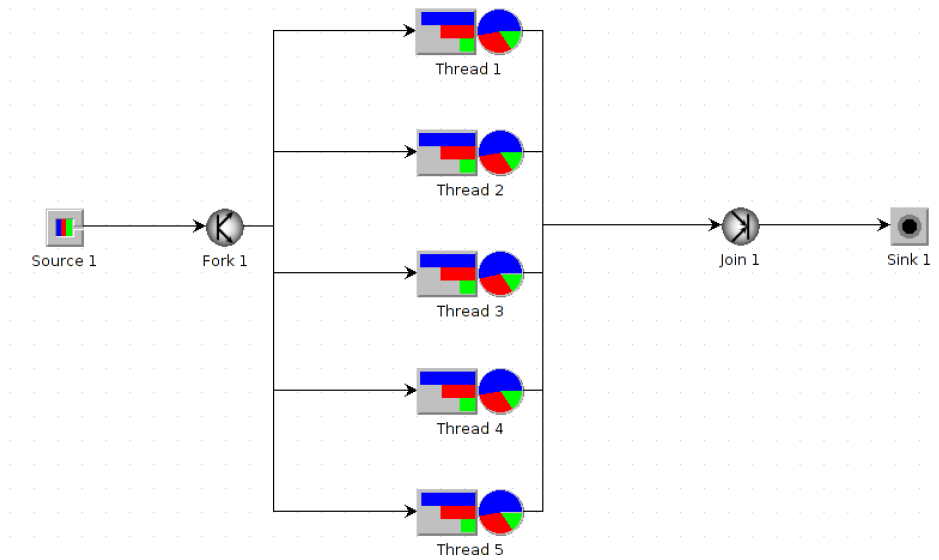 Thread 1
Thread 2
Source 1
Fork 1
Join 1
Sink 1
Thread 3
Thread 4
Thread 5